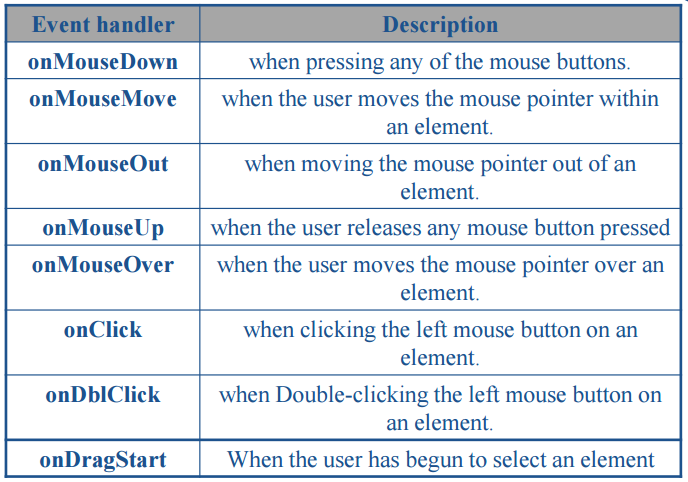 Event handler Description
onMouseDown when pressing any of the mouse buttons.
onMouseMove when the user moves the mouse pointer within
an element.
onMouseOut when moving the mouse pointer out of an
element.
onMouseUp when the user releases any mouse button pressed
onMouseOver when the user moves the mouse pointer over an
element.
onClick when clicking the left mouse button on an
element.
onDblClick when Double-clicking the left mouse button on
an element.
onDragStart When the user has begun to select an element